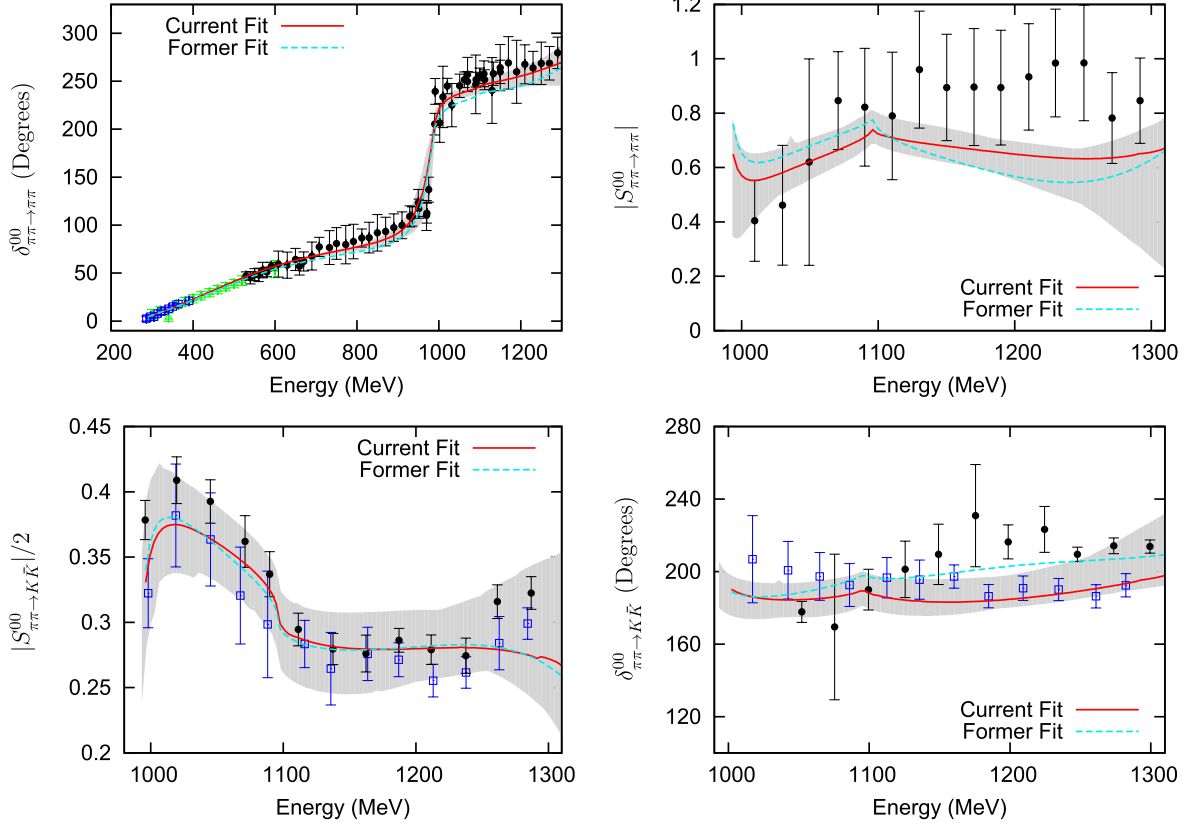 δ^{00}_{ππ→ππ} (Degrees)
300
250
200
150
100
50
0
Current Fit
Former Fit
200 400 600 800 1000 1200
Energy (MeV)
|S^{00}_{ππ→ππ}|
1.2
1
0.8
0.6
0.4
0.2
0
Current Fit
Former Fit
1000 1100 1200 1300
Energy (MeV)
|S^{00}_{ππ→KK̄}|/2
0.45
0.4
0.35
0.3
0.25
0.2
Current Fit
Former Fit
1000 1100 1200 1300
Energy (MeV)
δ^{00}_{ππ→KK̄} (Degrees)
280
240
200
160
120
100
Current Fit
Former Fit
1000 1100 1200 1300
Energy (MeV)